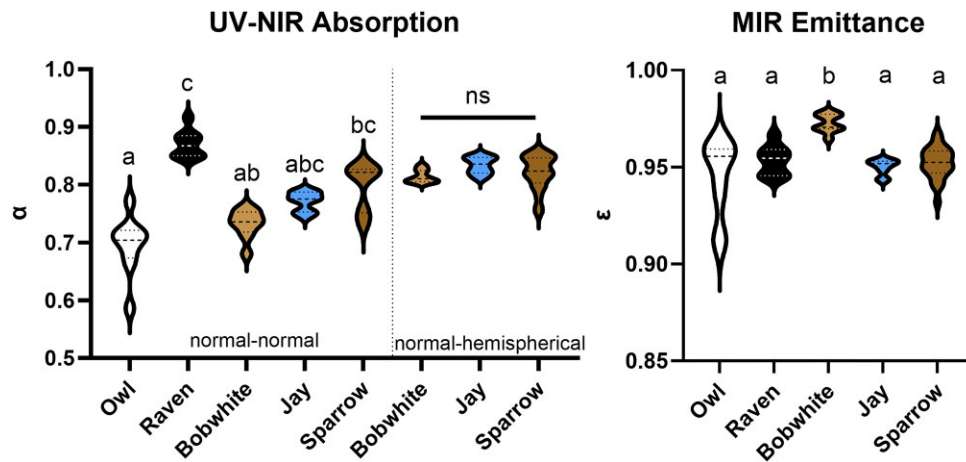 UV-NIR Absorption
α
1.0
0.9
0.8
0.7
0.6
0.5
a
c
ab
abc
bc
ns
normal-normal
normal-hemispherical
Owl
Raven
Bobwhite
Jay
Sparrow
Bobwhite
Jay
Sparrow
MIR Emittance
ε
1.00
0.95
0.90
0.85
a
a
b
a
a
Owl
Raven
Bobwhite
Jay
Sparrow